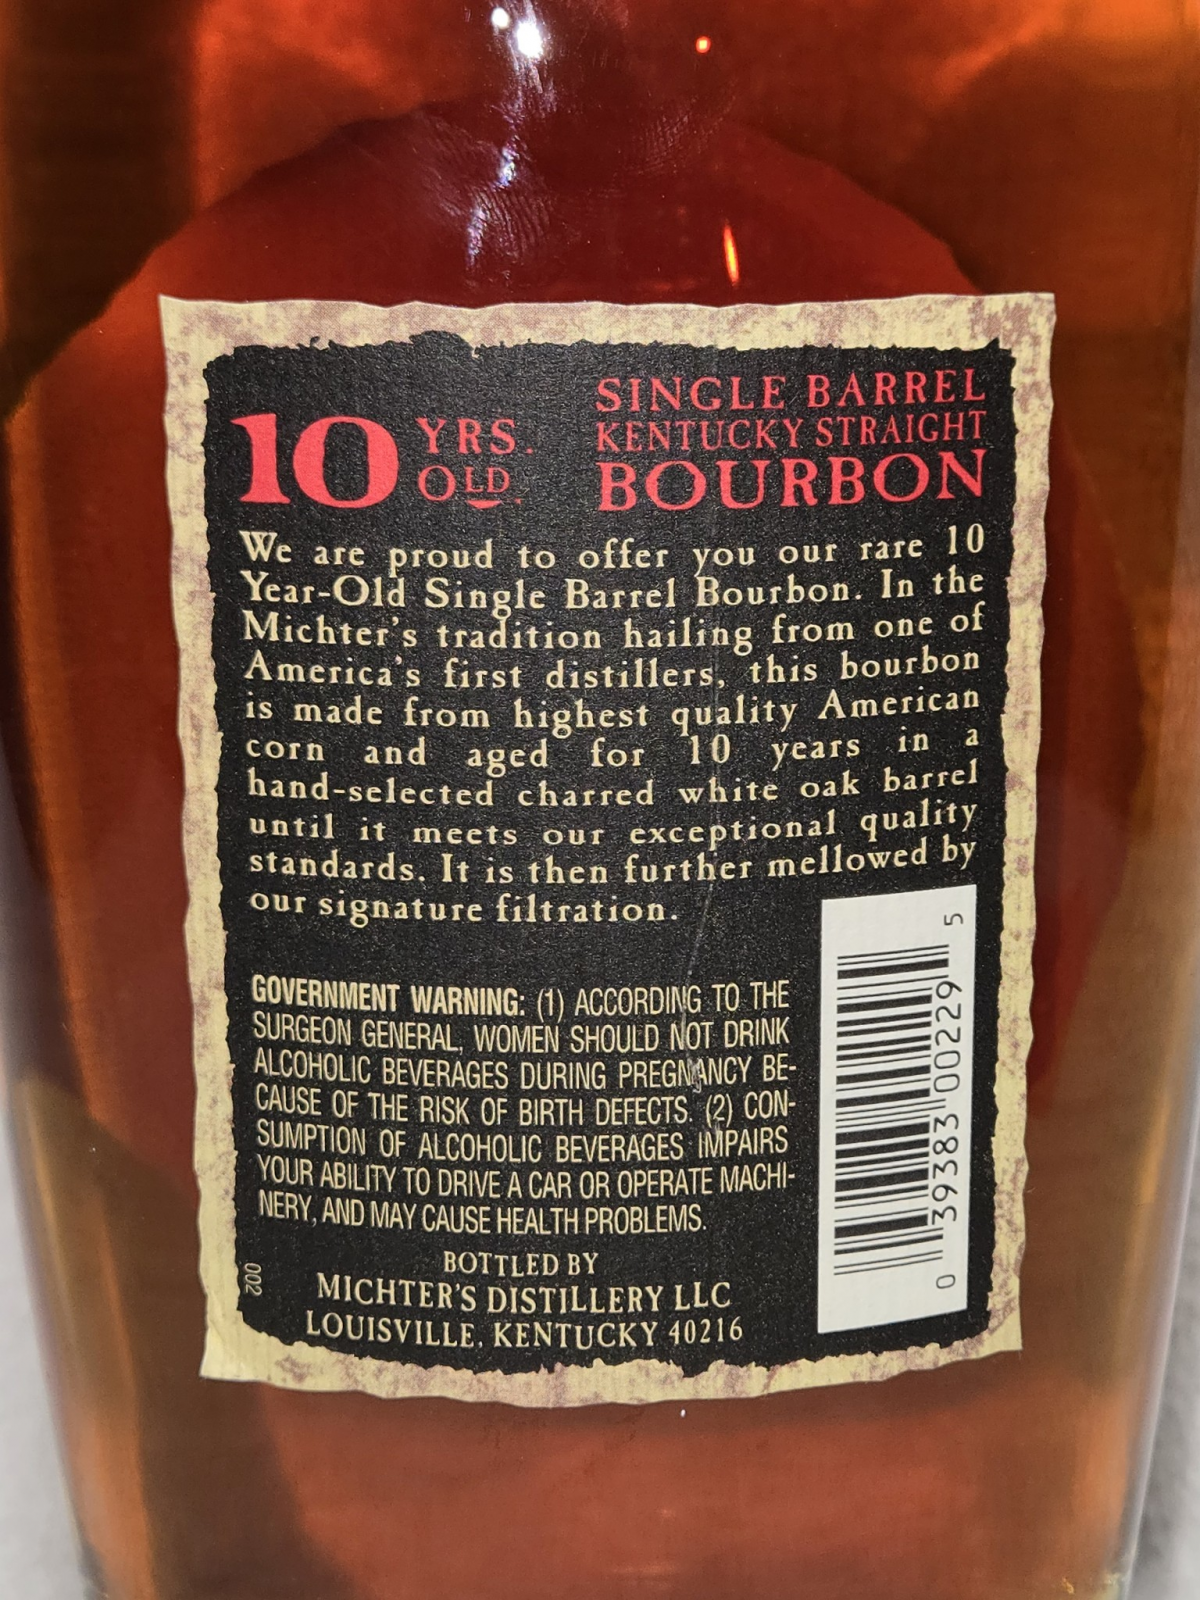 10 YRS. OLD.
SINGLE BARREL
KENTUCKY STRAIGHT
BOURBON
We are proud to offer you our rare 10
Year-Old Single Barrel Bourbon. In the
Michter's tradition hailing from one of
America's first distillers, this bourbon
is made from highest quality American
corn and aged for 10 years in a
hand-selected charred white oak barrel
until it meets our exceptional quality
standards. It is then further mellowed by
our signature filtration.
GOVERNMENT WARNING: (1) ACCORDING TO THE
SURGEON GENERAL, WOMEN SHOULD NOT DRINK
ALCOHOLIC BEVERAGES DURING PREGNANCY BE-
CAUSE OF THE RISK OF BIRTH DEFECTS. (2) CON-
SUMPTION OF ALCOHOLIC BEVERAGES IMPAIRS
YOUR ABILITY TO DRIVE A CAR OR OPERATE MACHI-
NERY, AND MAY CAUSE HEALTH PROBLEMS.
BOTTLED BY
MICHTER'S DISTILLERY LLC
LOUISVILLE, KENTUCKY 40216
002
0 39383 00229 5